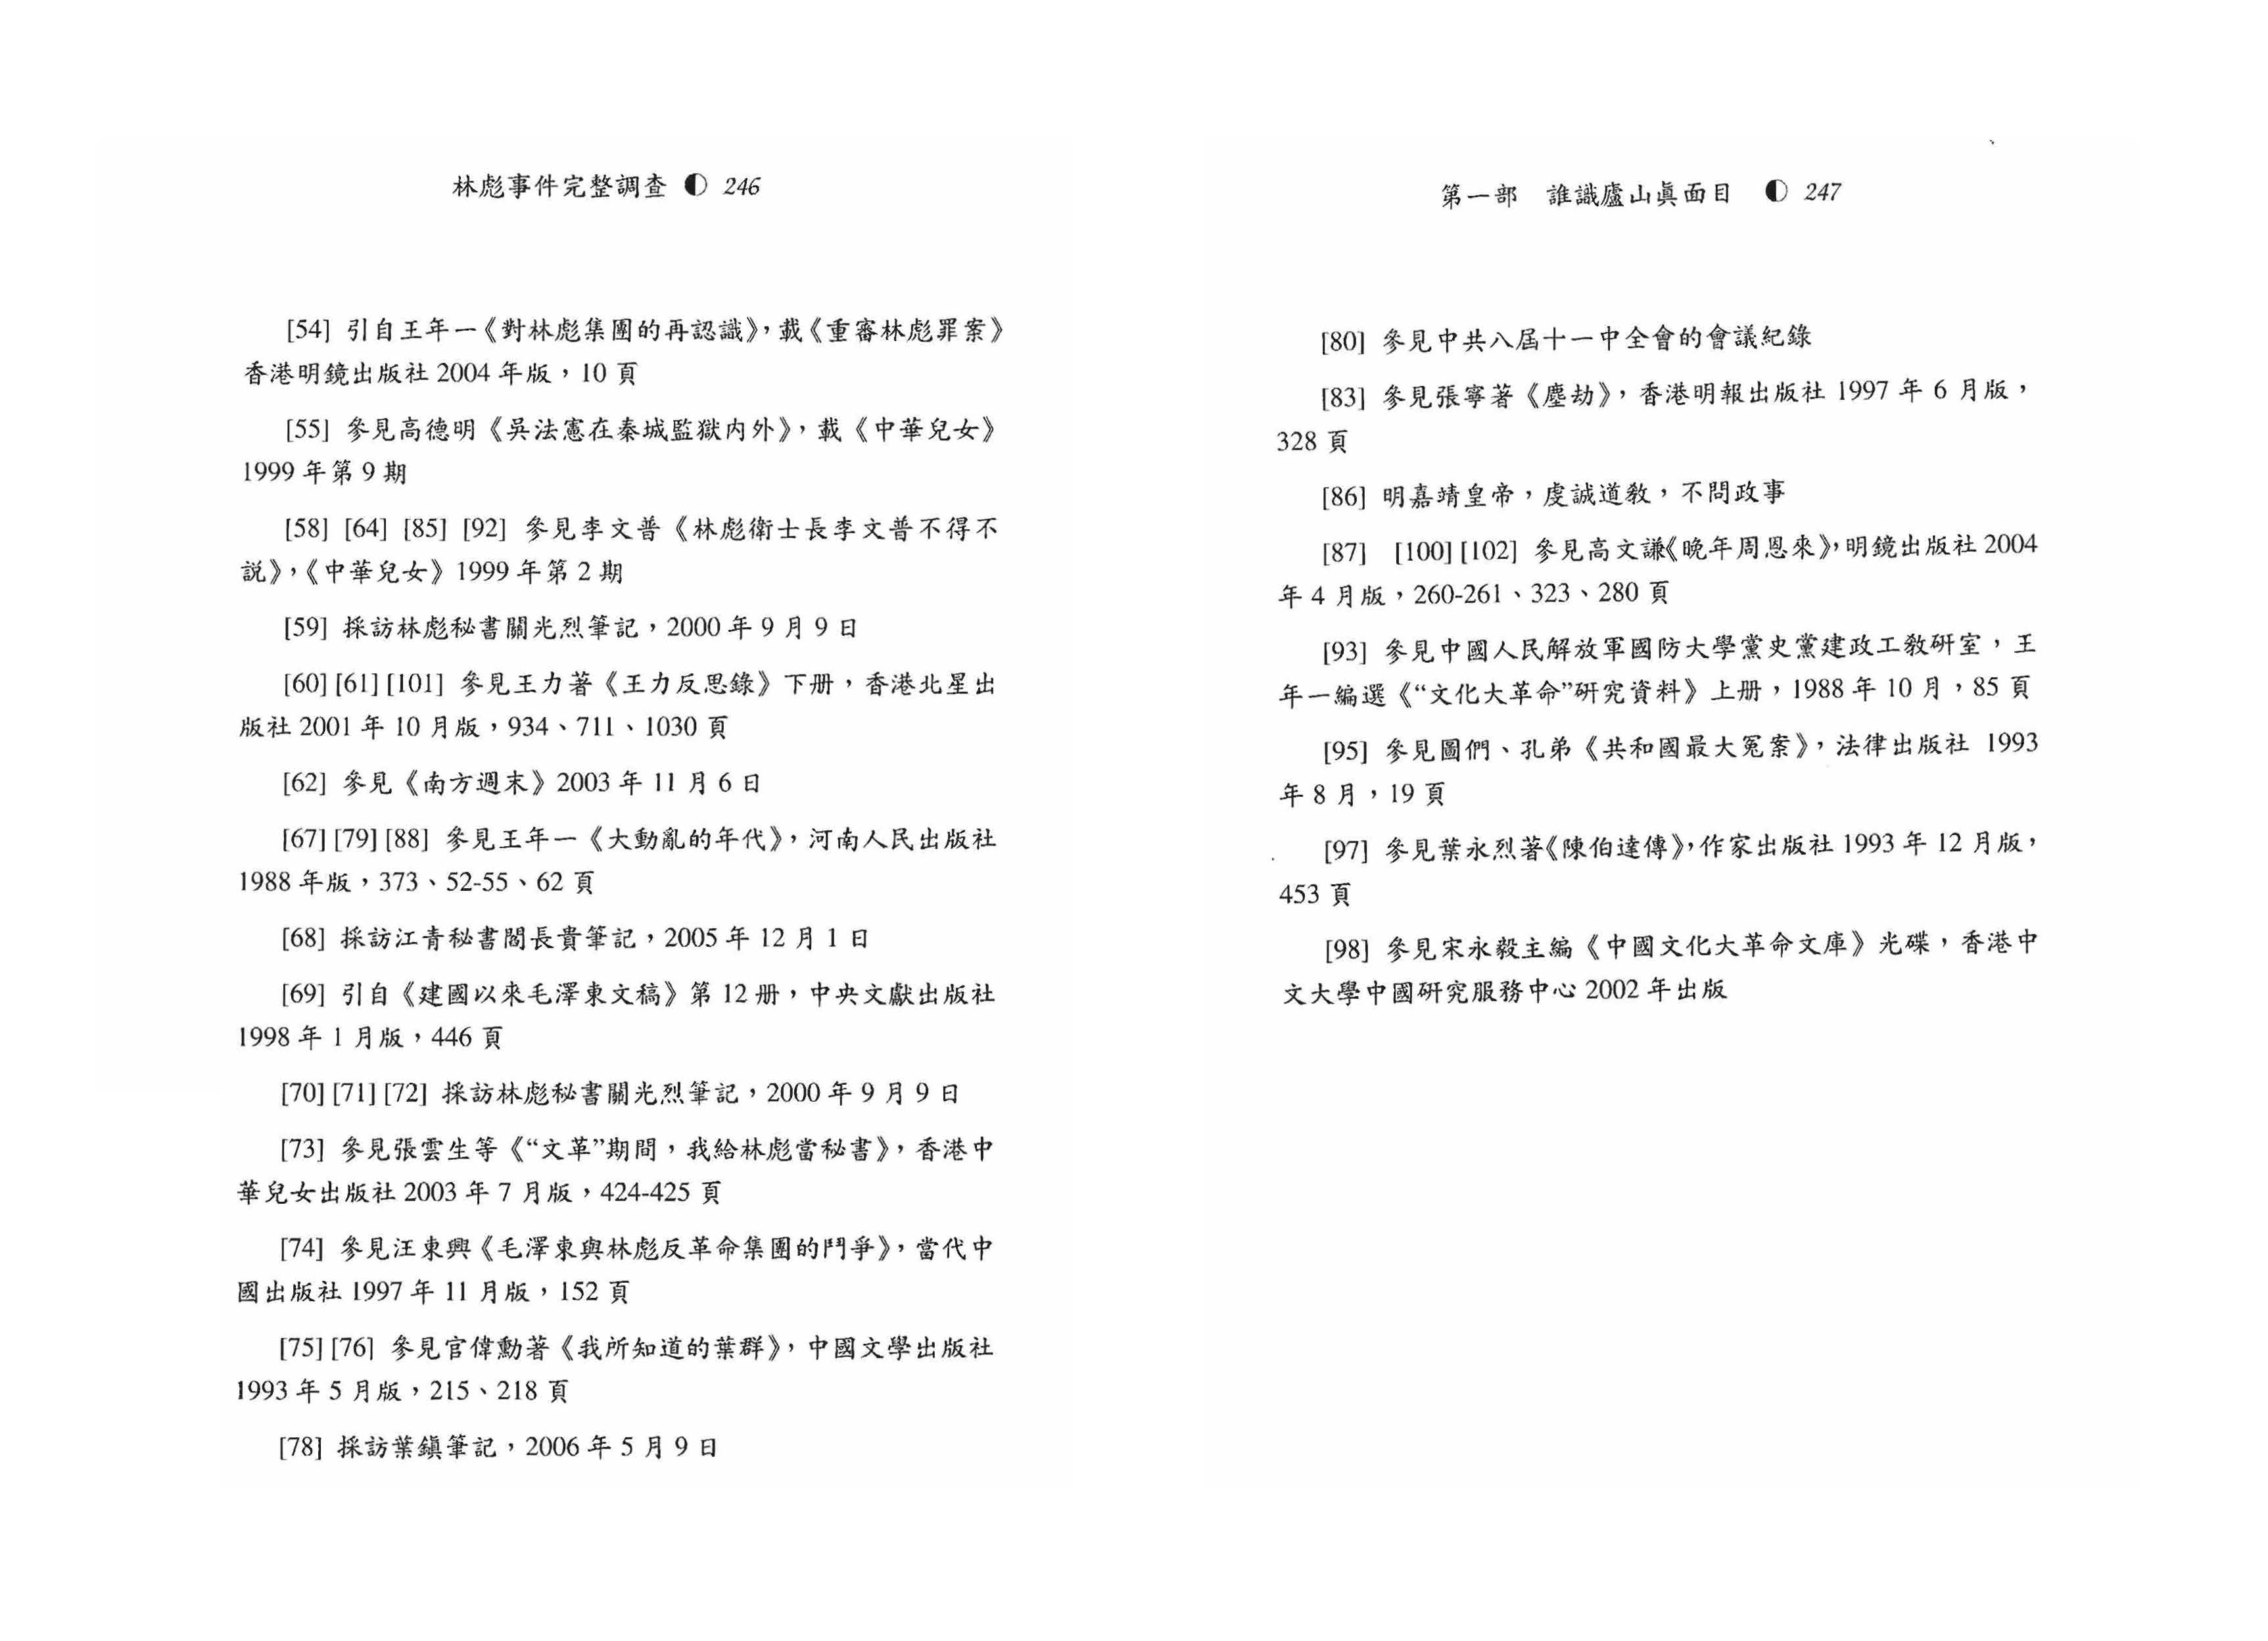 林彪事件完整調查 ◐ 246
[54] 引自王年一《對林彪集團的再認識》，載《重審林彪罪案》
香港明鏡出版社 2004 年版，10 頁
[55] 參見高德明《吳法憲在秦城監獄內外》，載《中華兒女》
1999 年第 9 期
[58] [64] [85] [92] 參見李文普《林彪衛士長李文普不得不
說》，《中華兒女》1999 年第 2 期
[59] 採訪林彪秘書關光烈筆記，2000 年 9 月 9 日
[60] [61] [101] 參見王力著《王力反思錄》下册，香港北星出
版社 2001 年 10 月版，934、711、1030 頁
[62] 參見《南方週末》2003 年 11 月 6 日
[67] [79] [88] 參見王年一《大動亂的年代》，河南人民出版社
1988 年版，373、52-55、62 頁
[68] 採訪江青秘書閻長貴筆記，2005 年 12 月 1 日
[69] 引自《建國以來毛澤東文稿》第 12 册，中央文獻出版社
1998 年 1 月版，446 頁
[70] [71] [72] 採訪林彪秘書關光烈筆記，2000 年 9 月 9 日
[73] 參見張雲生等《“文革”期間，我給林彪當秘書》，香港中
華兒女出版社 2003 年 7 月版，424-425 頁
[74] 參見汪東興《毛澤東與林彪反革命集團的鬥爭》，當代中
國出版社 1997 年 11 月版，152 頁
[75] [76] 參見官偉勳著《我所知道的葉群》，中國文學出版社
1993 年 5 月版，215、218 頁
[78] 採訪葉鎮筆記，2006 年 5 月 9 日
第一部 誰識廬山眞面目 ◐ 247
[80] 參見中共八屆十一中全會的會議紀錄
[83] 參見張寧著《塵劫》，香港明報出版社 1997 年 6 月版，
328 頁
[86] 明嘉靖皇帝，虔誠道教，不問政事
[87] [100] [102] 參見高文謙《晚年周恩來》，明鏡出版社 2004
年 4 月版，260-261、323、280 頁
[93] 參見中國人民解放軍國防大學黨史黨建政工教研室，王
年一編選《“文化大革命”研究資料》上册，1988 年 10 月，85 頁
[95] 參見圖們、孔弟《共和國最大冤案》，法律出版社 1993
年 8 月，19 頁
[97] 參見葉永烈著《陳伯達傳》，作家出版社 1993 年 12 月版，
453 頁
[98] 參見宋永毅主編《中國文化大革命文庫》光碟，香港中
文大學中國研究服務中心 2002 年出版